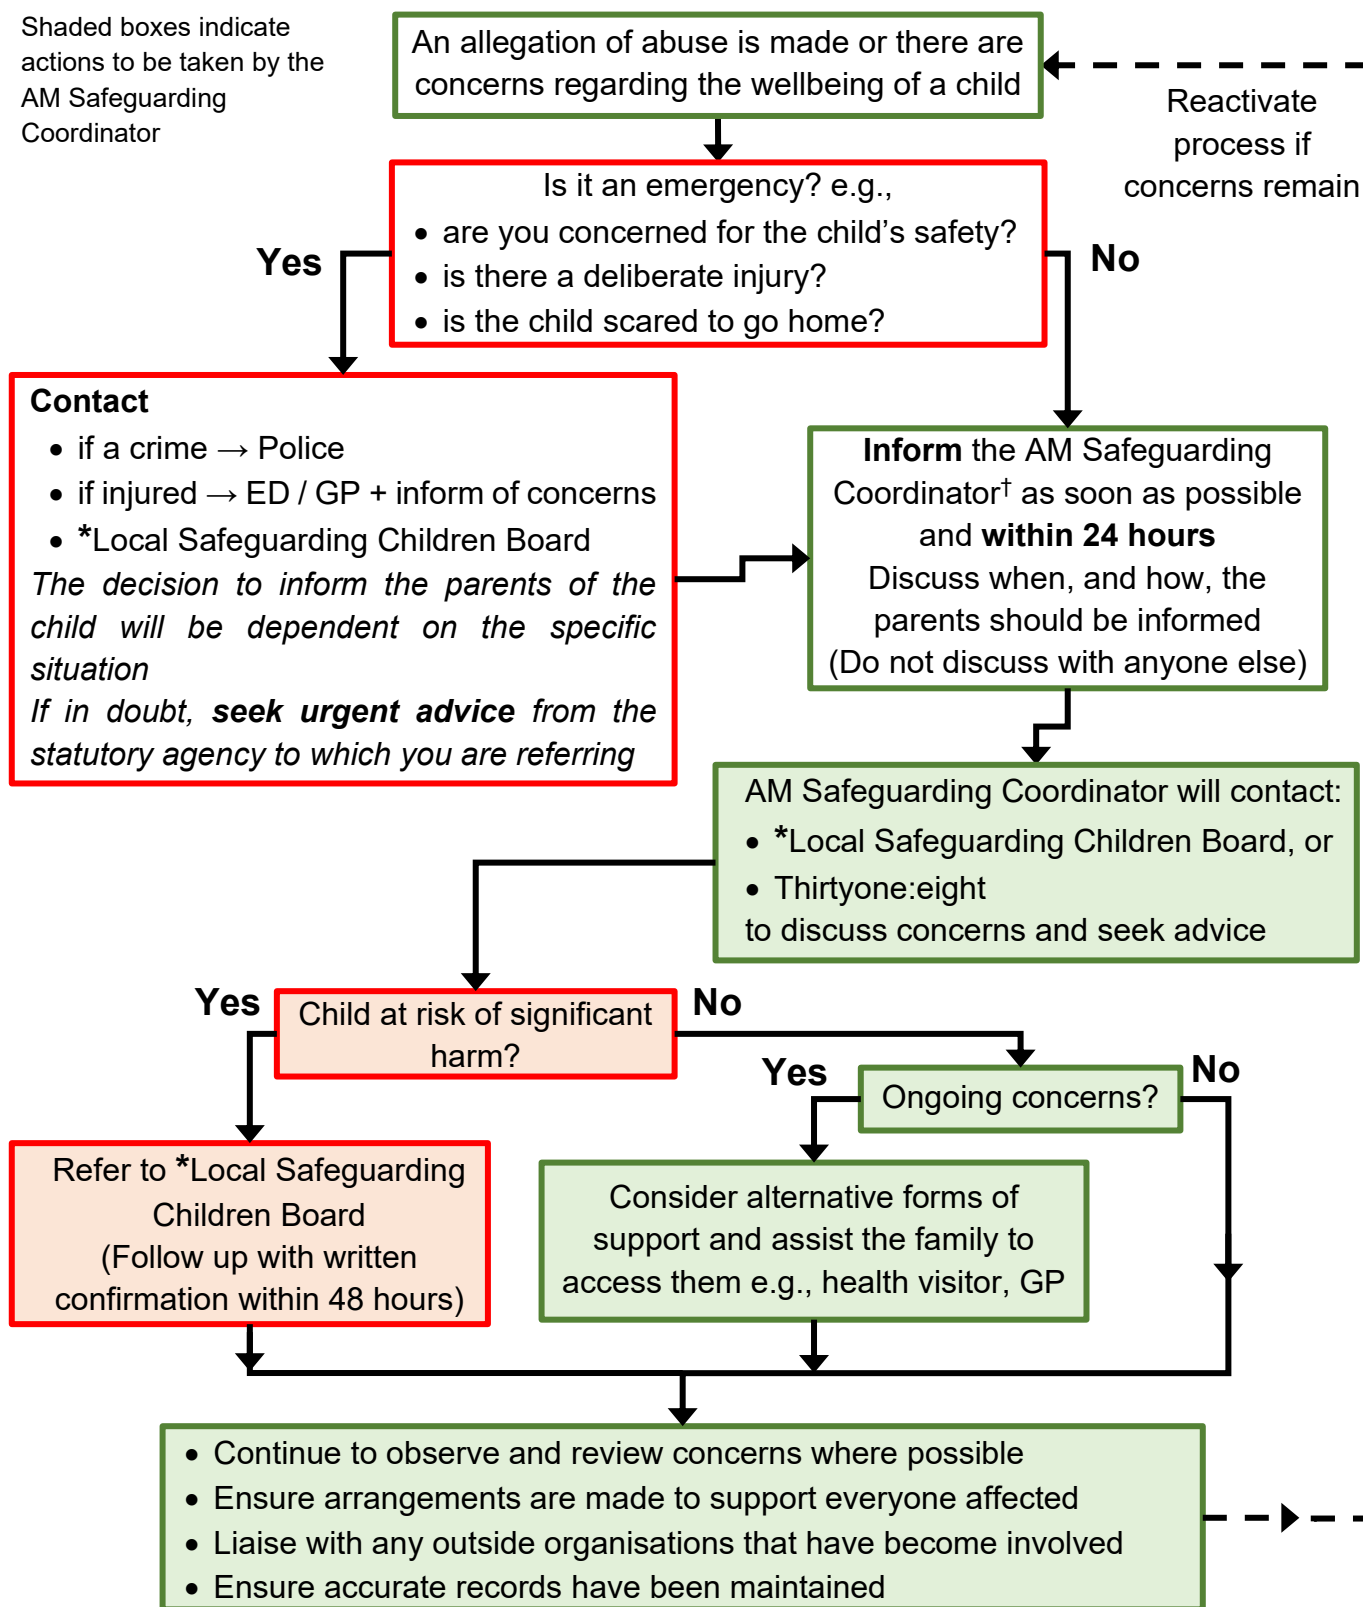 Shaded boxes indicate
actions to be taken by the
AM Safeguarding
Coordinator
An allegation of abuse is made or there are
concerns regarding the wellbeing of a child
Reactivate
process if
concerns remain
Is it an emergency? e.g.,
• are you concerned for the child’s safety?
• is there a deliberate injury?
• is the child scared to go home?
Yes
No
Contact
• if a crime → Police
• if injured → ED / GP + inform of concerns
• *Local Safeguarding Children Board
The decision to inform the parents of the
child will be dependent on the specific
situation
If in doubt, seek urgent advice from the
statutory agency to which you are referring
Inform the AM Safeguarding
Coordinator† as soon as possible
and within 24 hours
Discuss when, and how, the
parents should be informed
(Do not discuss with anyone else)
AM Safeguarding Coordinator will contact:
• *Local Safeguarding Children Board, or
• Thirtyone:eight
to discuss concerns and seek advice
Yes
Child at risk of significant
harm?
No
Yes
Ongoing concerns?
No
Refer to *Local Safeguarding
Children Board
(Follow up with written
confirmation within 48 hours)
Consider alternative forms of
support and assist the family to
access them e.g., health visitor, GP
• Continue to observe and review concerns where possible
• Ensure arrangements are made to support everyone affected
• Liaise with any outside organisations that have become involved
• Ensure accurate records have been maintained